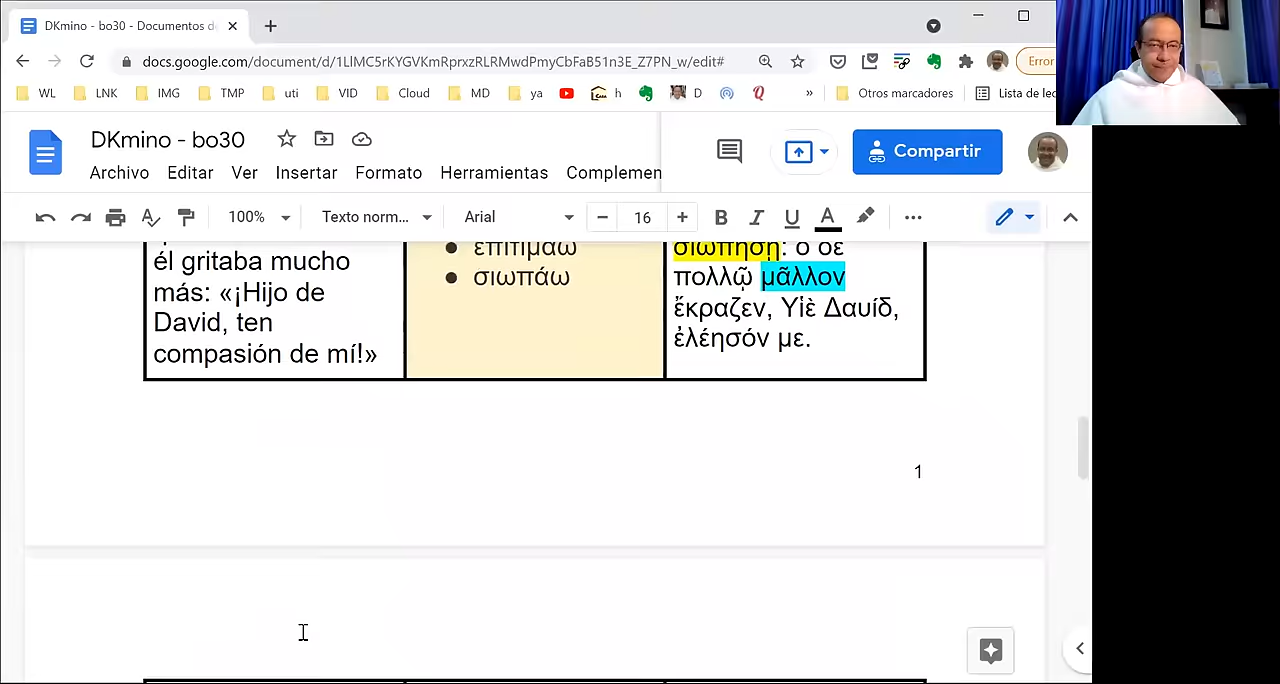 DKmino - bo30 - Documentos d
docs.google.com/document/d/1LlMC5rKYGVKmRprxzRLRMwdPmyCbFaB51n3E_Z7PN_w/edit#
Error
WL LNK IMG TMP uti VID Cloud MD ya h D » Otros marcadores Lista de lec
DKmino - bo30
Compartir
Archivo Editar Ver Insertar Formato Herramientas Complemen
100% Texto norm... Arial 16 B I U A
él gritaba mucho
más: «¡Hijo de
David, ten
compasión de mí!»
● ἐπιτιμάω
● σιωπάω
σιωπήσῃ: ὁ δὲ
πολλῷ μᾶλλον
ἔκραζεν, Υἱὲ Δαυίδ,
ἐλέησόν με.
1